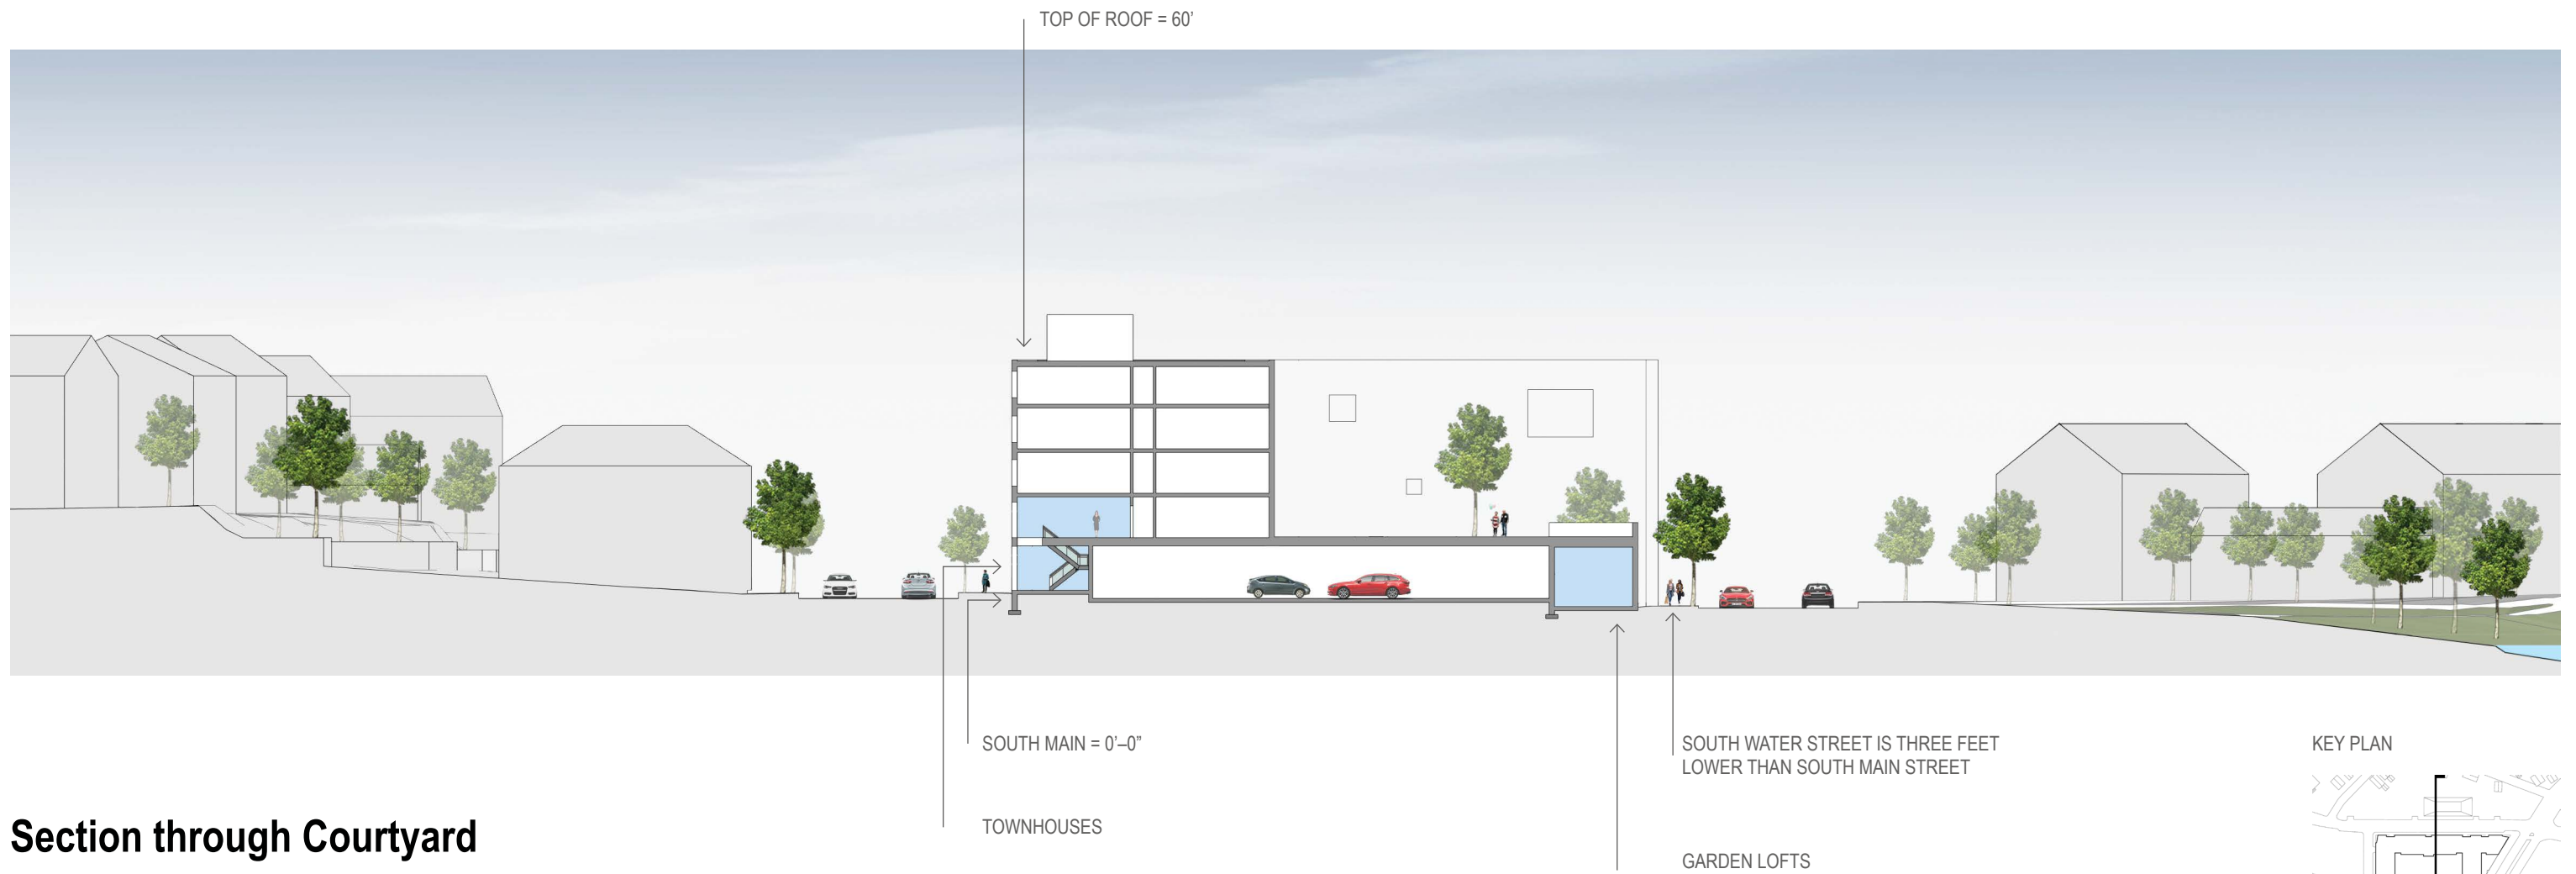 TOP OF ROOF = 60'
SOUTH MAIN = 0'–0”
SOUTH WATER STREET IS THREE FEET
LOWER THAN SOUTH MAIN STREET
KEY PLAN
TOWNHOUSES
Section through Courtyard
GARDEN LOFTS